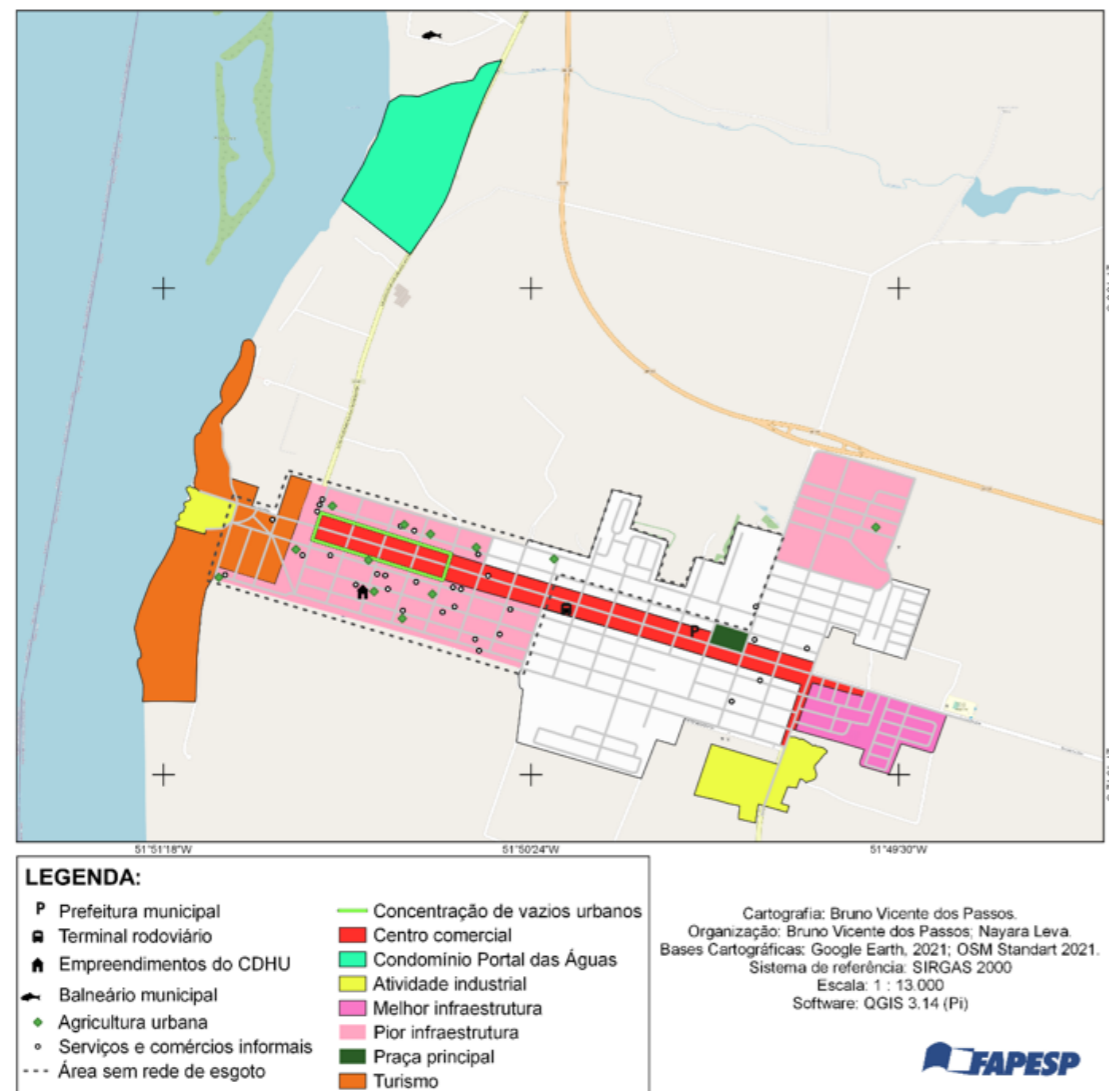 51°51'18"W
51°50'24"W
51°49'30"W
LEGENDA:
P Prefeitura municipal
Terminal rodoviário
Empreendimentos do CDHU
Balneário municipal
Agricultura urbana
Serviços e comércios informais
Área sem rede de esgoto
Concentração de vazios urbanos
Centro comercial
Condomínio Portal das Águas
Atividade industrial
Melhor infraestrutura
Pior infraestrutura
Praça principal
Turismo
Cartografia: Bruno Vicente dos Passos.
Organização: Bruno Vicente dos Passos; Nayara Leva.
Bases Cartográficas: Google Earth, 2021; OSM Standart 2021.
Sistema de referência: SIRGAS 2000
Escala: 1 : 13.000
Software: QGIS 3.14 (Pi)
FAPESP